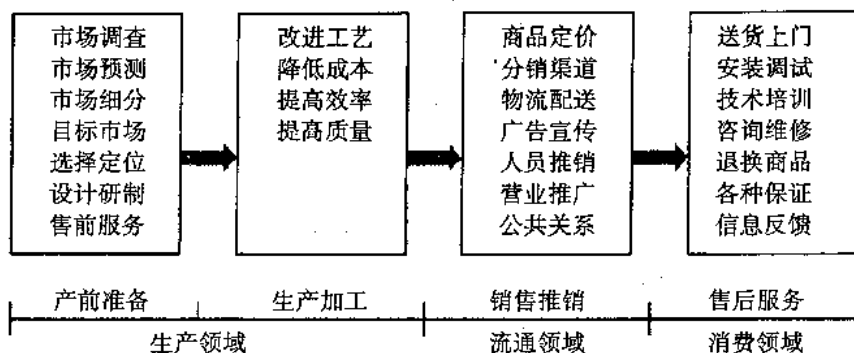 市场调查
市场预测
市场细分
目标市场
选择定位
设计研制
售前服务
改进工艺
降低成本
提高效率
提高质量
商品定价
分销渠道
物流配送
广告宣传
人员推销
营业推广
公共关系
送货上门
安装调试
技术培训
咨询维修
退换商品
各种保证
信息反馈
产前准备
生产加工
销售推销
售后服务
生产领域
流通领域
消费领域